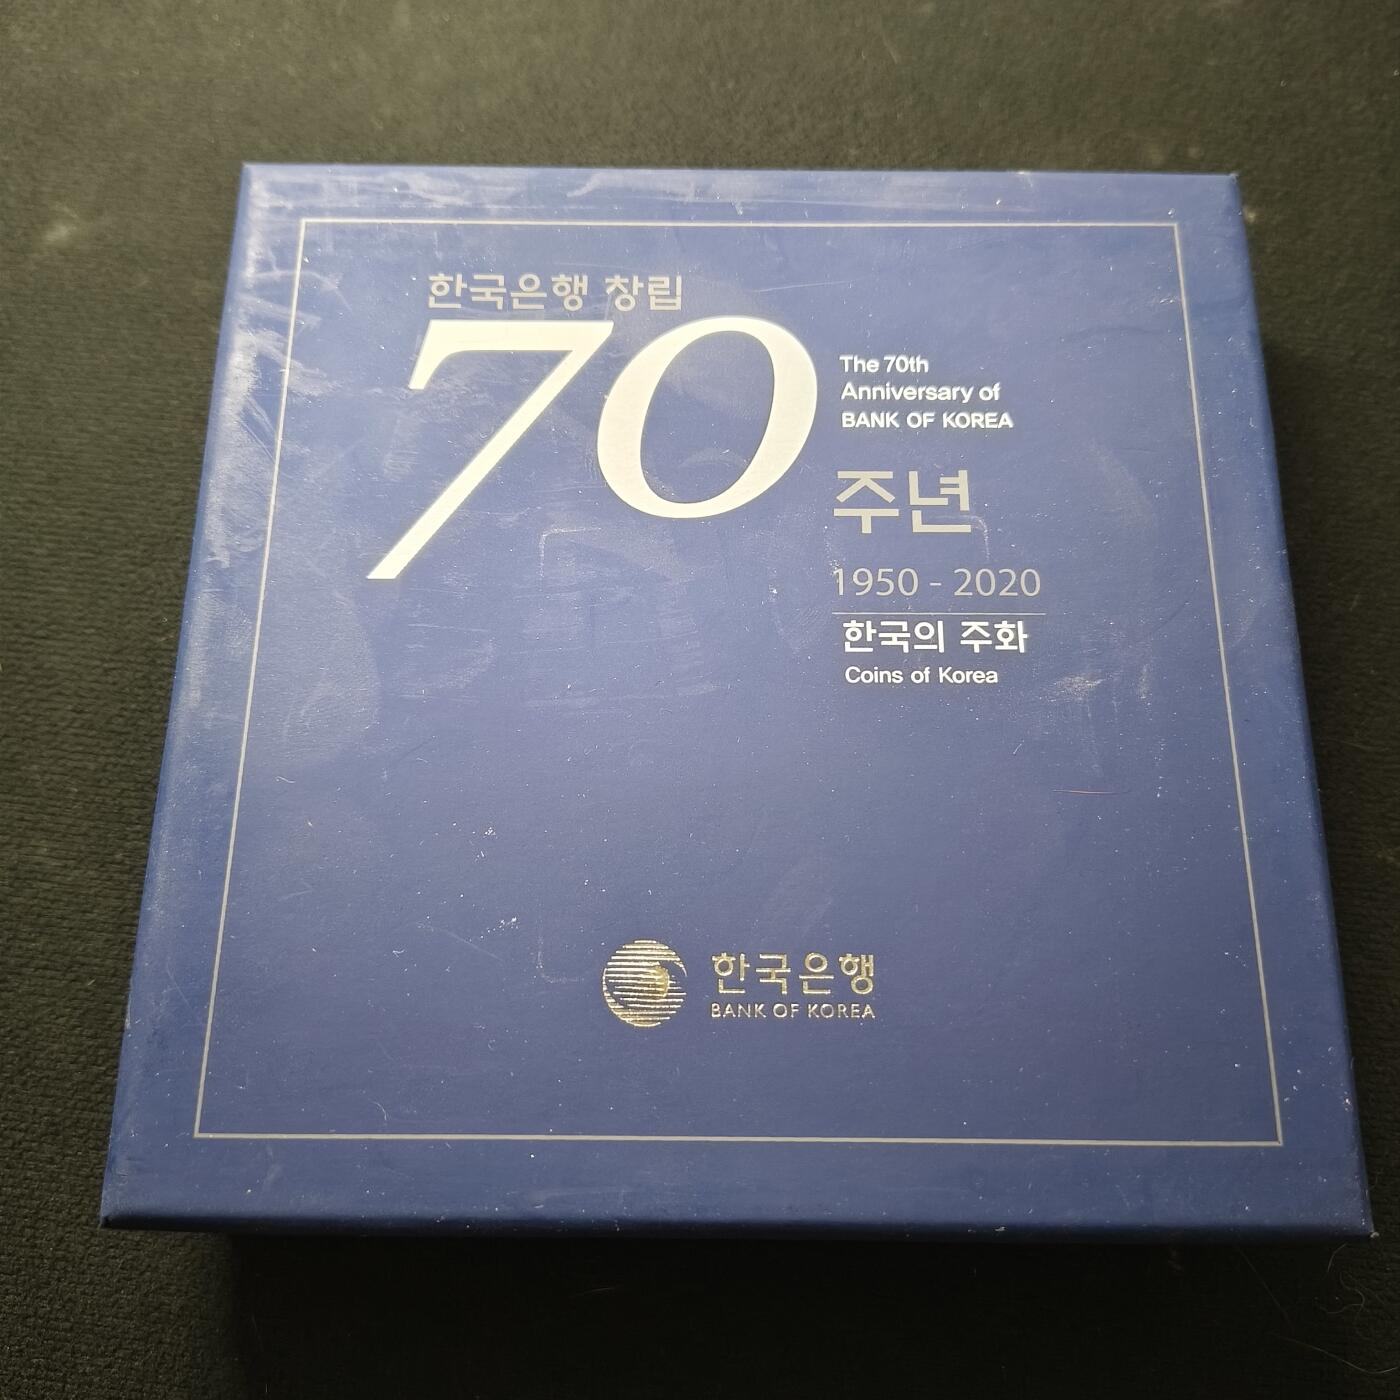 한국은행 창립
70
The 70th
Anniversary of
BANK OF KOREA
주년
1950 - 2020
한국의 주화
Coins of Korea
한국은행
BANK OF KOREA